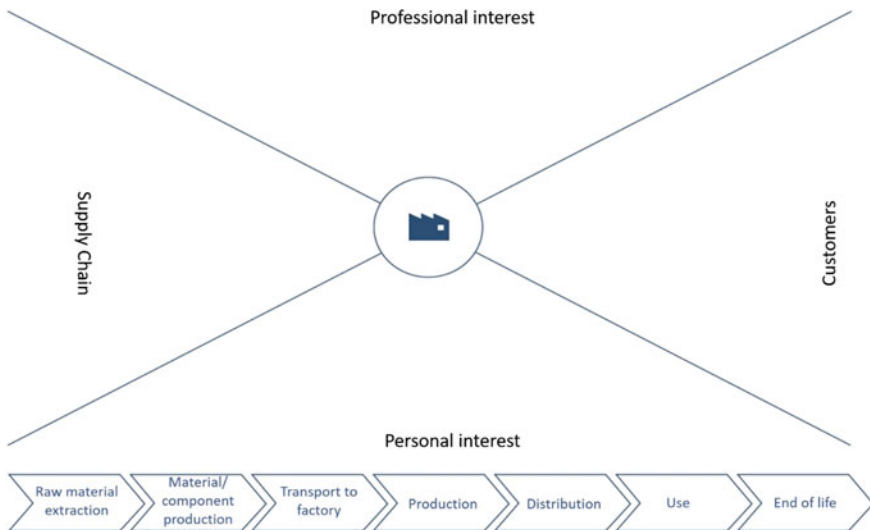 Professional interest
Supply Chain
Customers
Personal interest
Raw material
extraction
Material/
component
production
Transport to
factory
Production
Distribution
Use
End of life